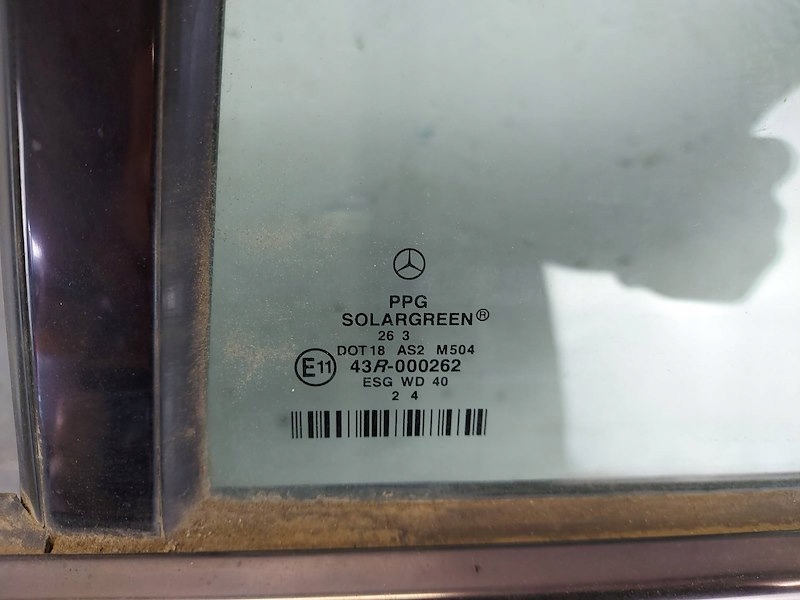 PPG
SOLARGREEN®
26 3
DOT18 AS2 M504
E11 43R-000262
ESG WD 40
2 4